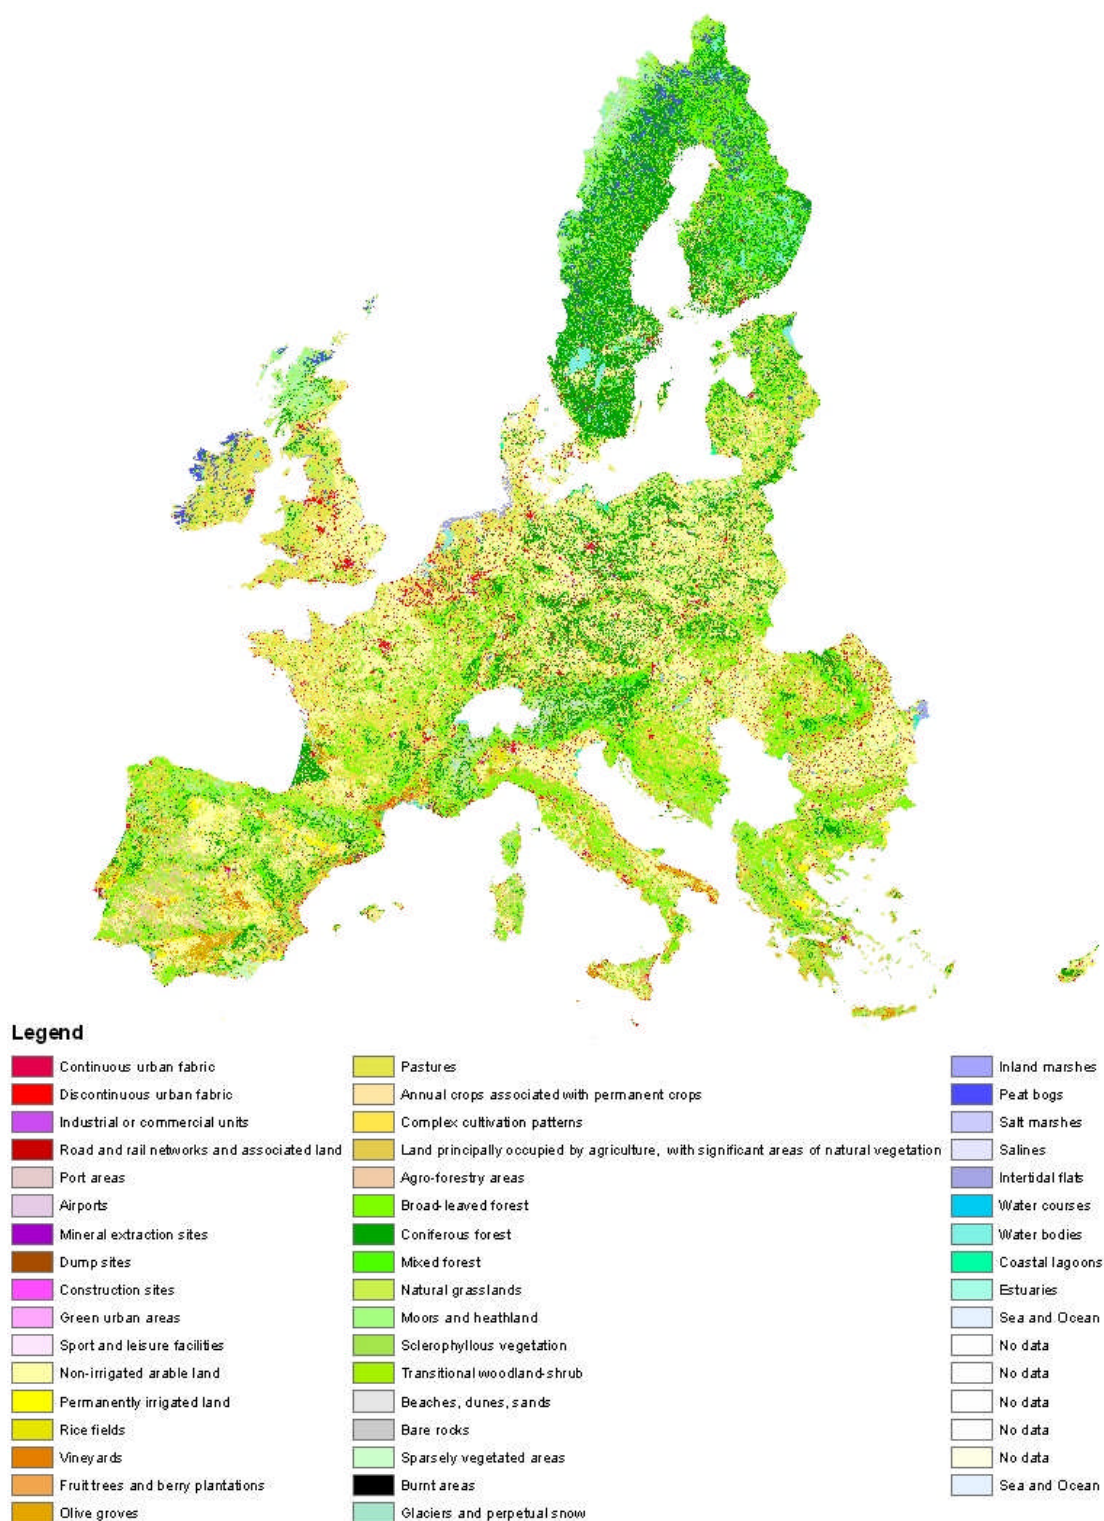 Legend
Continuous urban fabric
Discontinuous urban fabric
Industrial or commercial units
Road and rail networks and associated land
Port areas
Airports
Mineral extraction sites
Dump sites
Construction sites
Green urban areas
Sport and leisure facilities
Non-irrigated arable land
Permanently irrigated land
Rice fields
Vineyards
Fruit trees and berry plantations
Olive groves
Pastures
Annual crops associated with permanent crops
Complex cultivation patterns
Land principally occupied by agriculture, with significant areas of natural vegetation
Agro-forestry areas
Broad-leaved forest
Coniferous forest
Mixed forest
Natural grasslands
Moors and heathland
Sclerophyllous vegetation
Transitional woodland-shrub
Beaches, dunes, sands
Bare rocks
Sparsely vegetated areas
Burnt areas
Glaciers and perpetual snow
Inland marshes
Peat bogs
Salt marshes
Salines
Intertidal flats
Water courses
Water bodies
Coastal lagoons
Estuaries
Sea and Ocean
No data
No data
No data
No data
No data
Sea and Ocean